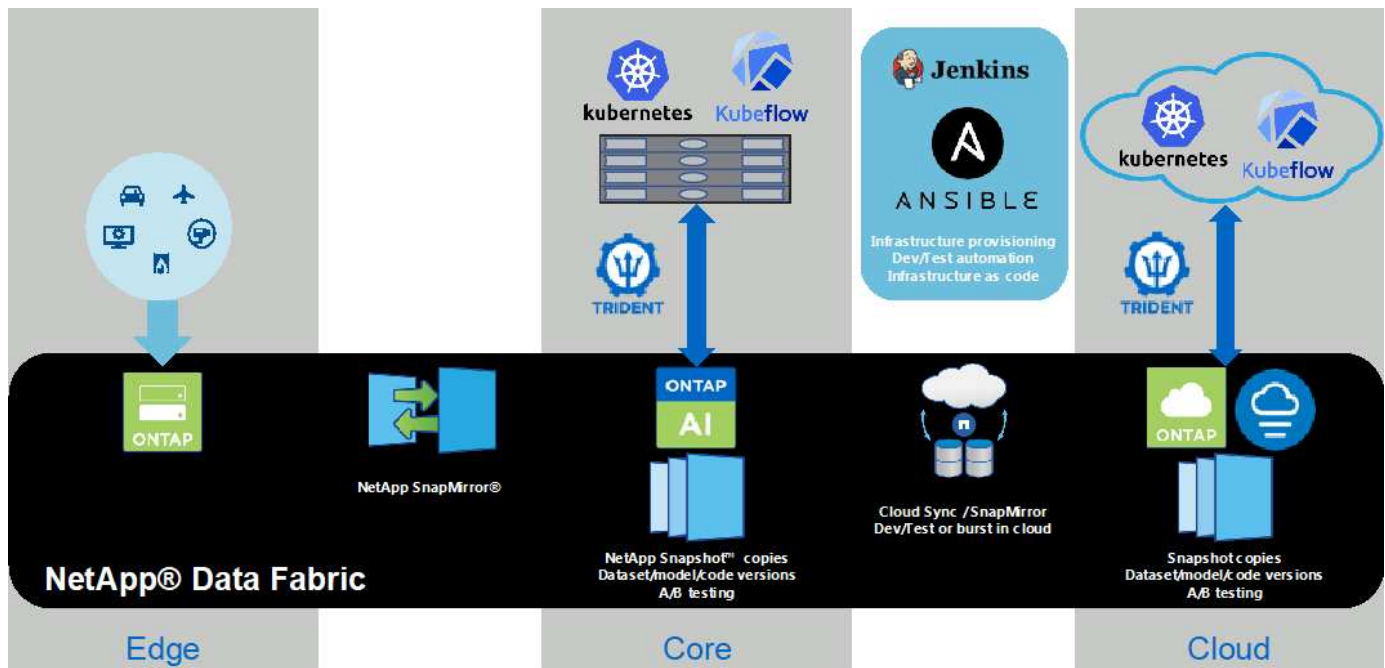 kubernetes
Kubeflow
Jenkins
ANSIBLE
Infrastructure provisioning
Dev/Test automation
Infrastructure as code
kubernetes
Kubeflow
TRIDENT
TRIDENT
ONTAP
NetApp SnapMirror®
ONTAP
AI
NetApp Snapshot™ copies
Dataset/model/code versions
A/B testing
n
Cloud Sync /SnapMirror
Dev/Test or burst in cloud
ONTAP
Snapshot copies
Dataset/model/code versions
A/B testing
NetApp® Data Fabric
Edge
Core
Cloud